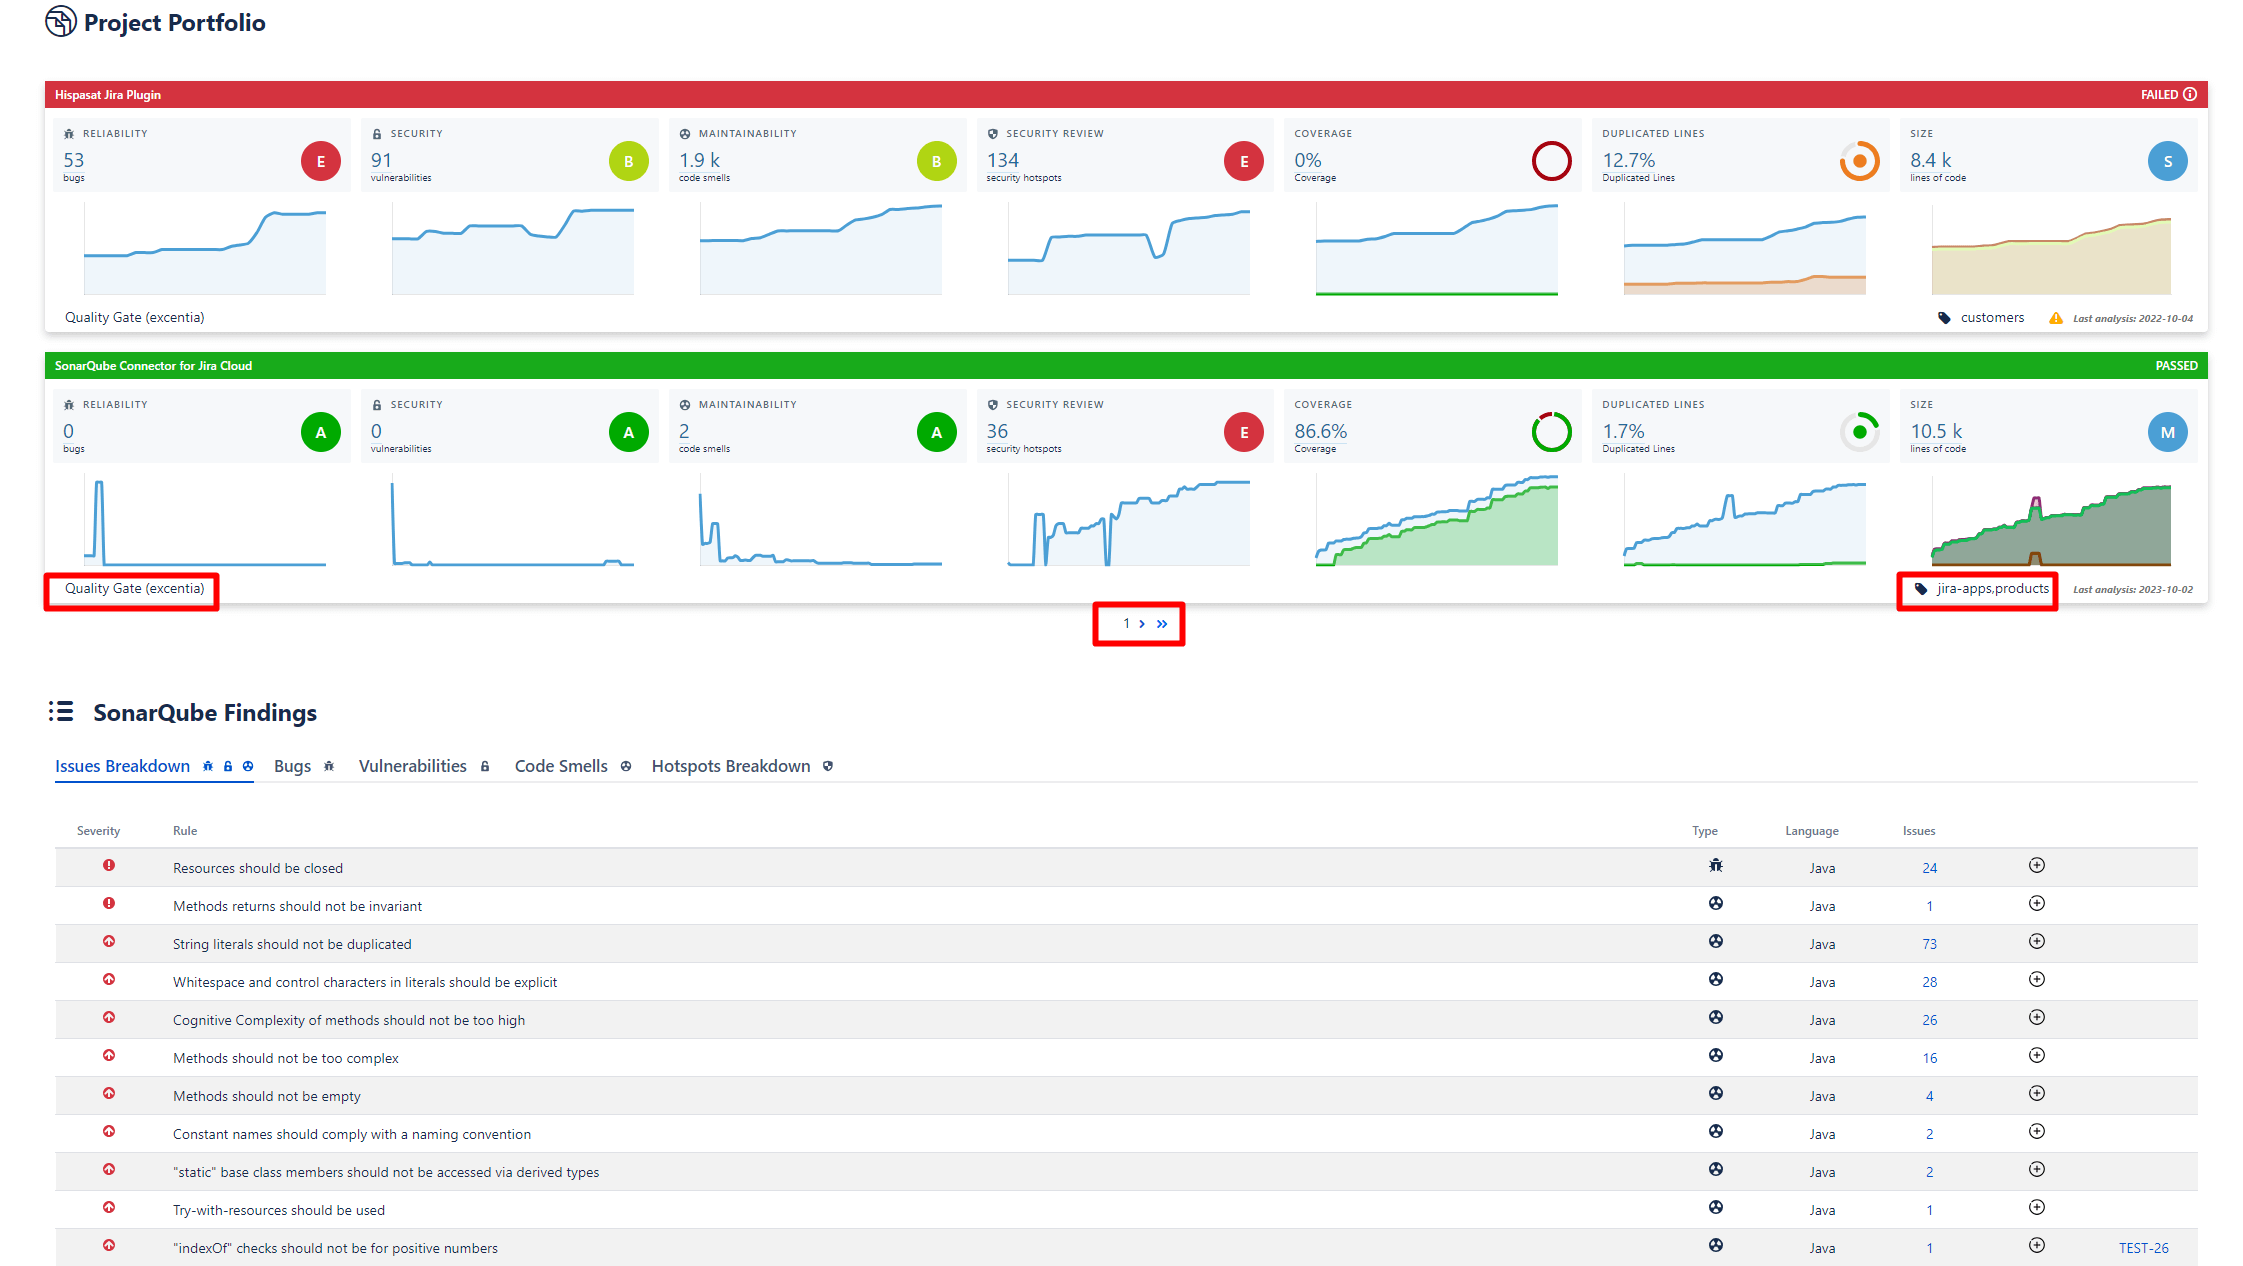 Project Portfolio
Hispasat Jira Plugin FAILED
RELIABILITY SECURITY MAINTAINABILITY SECURITY REVIEW COVERAGE DUPLICATED LINES SIZE
53 E 91 B 1.9 k B 134 E 0% 12.7% 8.4 k S
bugs vulnerabilities code smells security hotspots Coverage Duplicated Lines lines of code
Quality Gate (excentia) customers Last analysis: 2022-10-04
SonarQube Connector for Jira Cloud PASSED
RELIABILITY SECURITY MAINTAINABILITY SECURITY REVIEW COVERAGE DUPLICATED LINES SIZE
0 A 0 A 2 A 36 E 86.6% 1.7% 10.5 k M
bugs vulnerabilities code smells security hotspots Coverage Duplicated Lines lines of code
Quality Gate (excentia) jira-apps,products Last analysis: 2023-10-02
1 › »
SonarQube Findings
Issues Breakdown Bugs Vulnerabilities Code Smells Hotspots Breakdown
Severity Rule Type Language Issues
Resources should be closed Java 24
Methods returns should not be invariant Java 1
String literals should not be duplicated Java 73
Whitespace and control characters in literals should be explicit Java 28
Cognitive Complexity of methods should not be too high Java 26
Methods should not be too complex Java 16
Methods should not be empty Java 4
Constant names should comply with a naming convention Java 2
"static" base class members should not be accessed via derived types Java 2
Try-with-resources should be used Java 1
"indexOf" checks should not be for positive numbers Java 1 TEST-26